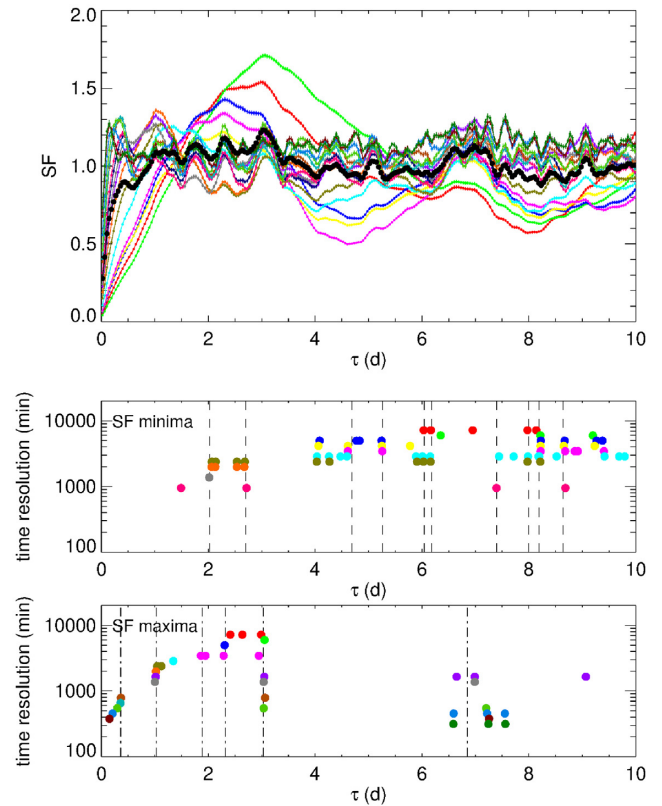 2.0
1.5
1.0
0.5
0.0
SF
0 2 4 6 8 10
τ (d)
10000
1000
100
time resolution (min)
SF minima
0 2 4 6 8 10
τ (d)
10000
1000
100
time resolution (min)
SF maxima
0 2 4 6 8 10
τ (d)